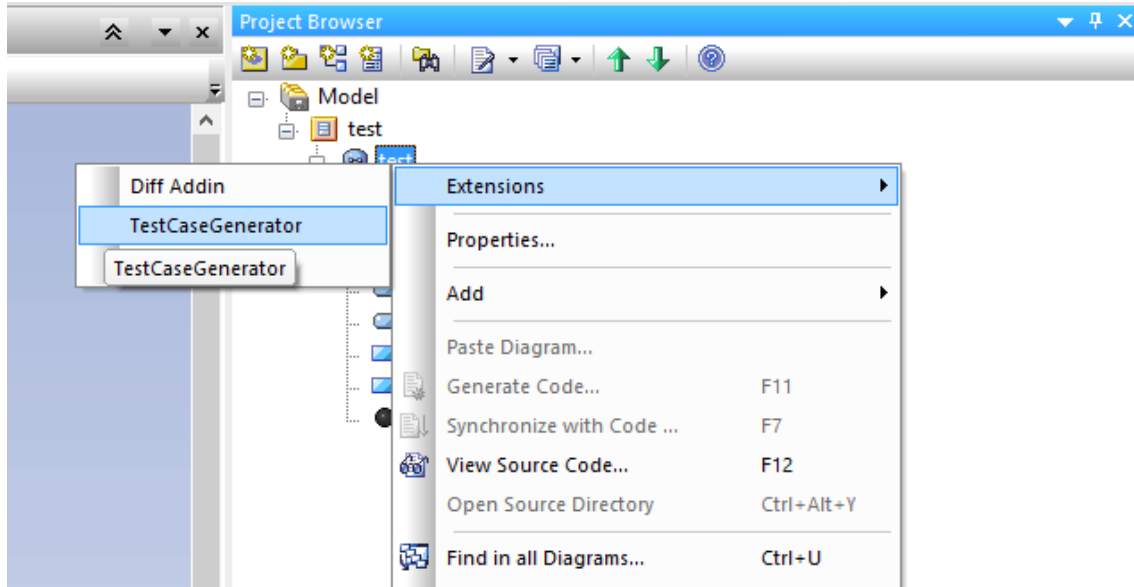 Project Browser
Model
test
test
Diff Addin
TestCaseGenerator
TestCaseGenerator
Extensions
Properties...
Add
Paste Diagram...
Generate Code... F11
Synchronize with Code ... F7
View Source Code... F12
Open Source Directory Ctrl+Alt+Y
Find in all Diagrams... Ctrl+U